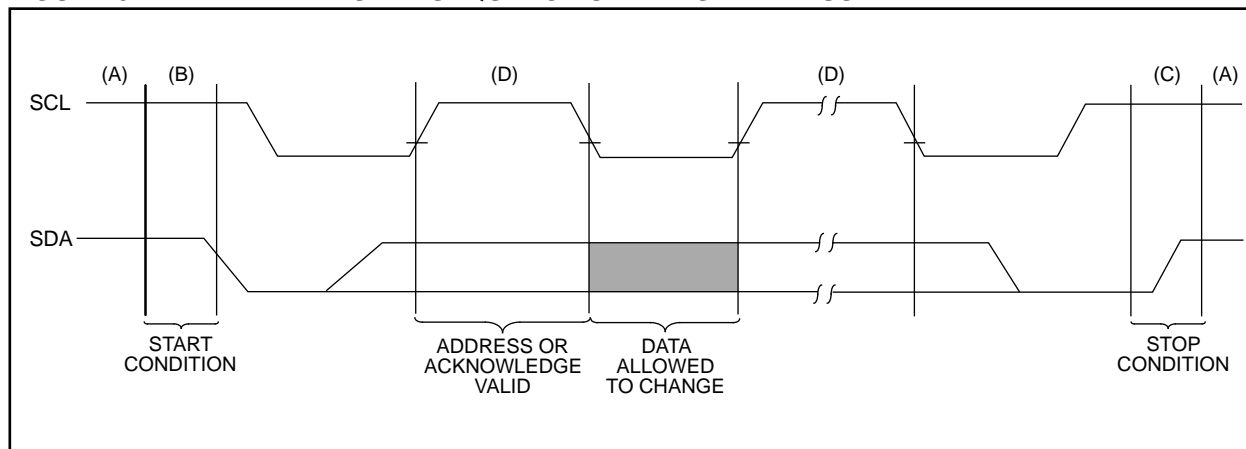 (A) (B) (D) (D) (C) (A)
SCL
SDA
START
CONDITION
ADDRESS OR
ACKNOWLEDGE
VALID
DATA
ALLOWED
TO CHANGE
STOP
CONDITION